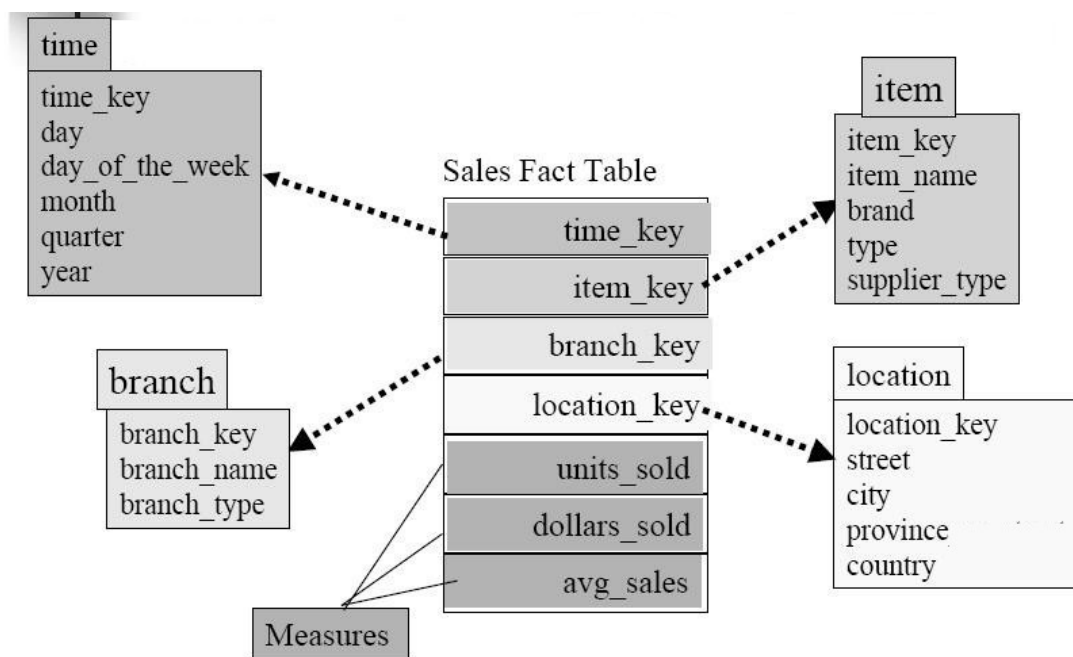 time
time_key
day
day_of_the_week
month
quarter
year
item
item_key
item_name
brand
type
supplier_type
Sales Fact Table
time_key
item_key
branch_key
location_key
units_sold
dollars_sold
avg_sales
branch
branch_key
branch_name
branch_type
location
location_key
street
city
province
country
Measures